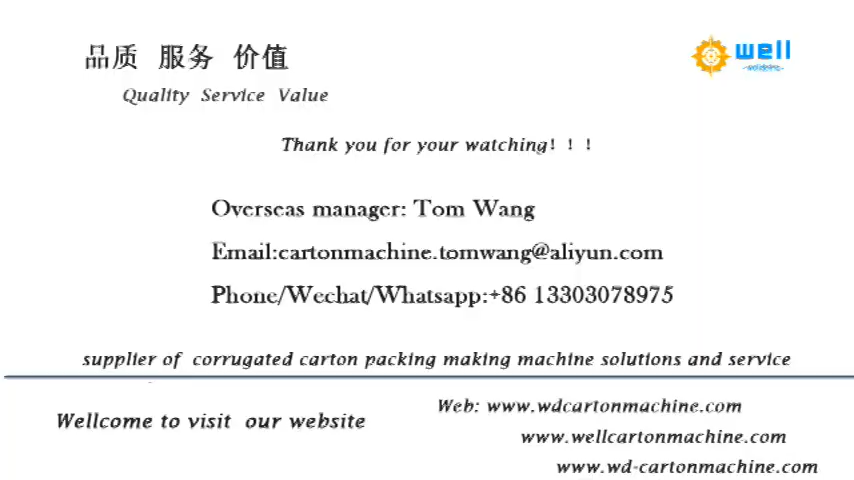 品质 服务 价值
well
Quality Service Value
Thank you for your watching！！！
Overseas manager: Tom Wang
Email:cartonmachine.tomwang@aliyun.com
Phone/Wechat/Whatsapp:+86 13303078975
supplier of corrugated carton packing making machine solutions and service
Wellcome to visit our website
Web: www.wdcartonmachine.com
www.wellcartonmachine.com
www.wd-cartonmachine.com